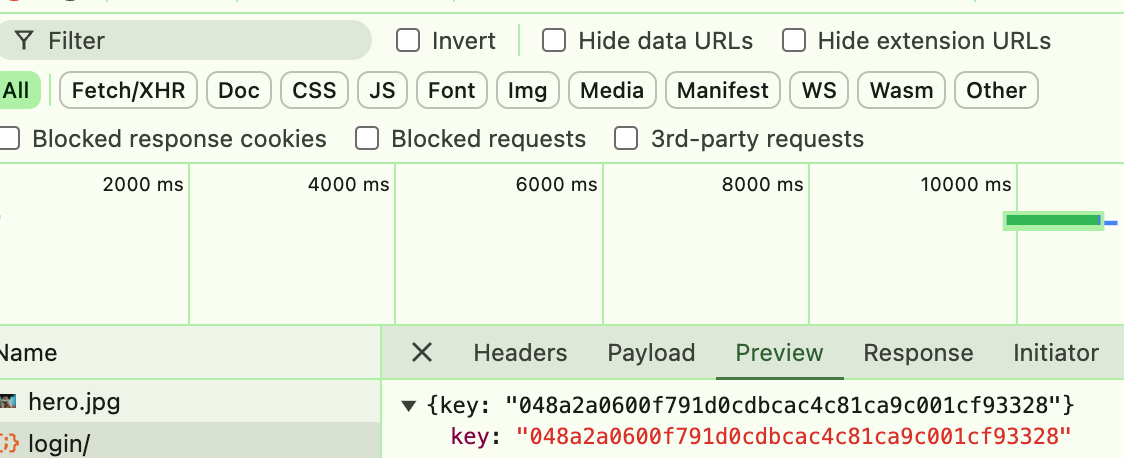 Filter Invert Hide data URLs Hide extension URLs
All Fetch/XHR Doc CSS JS Font Img Media Manifest WS Wasm Other
Blocked response cookies Blocked requests 3rd-party requests
2000 ms 4000 ms 6000 ms 8000 ms 10000 ms
Name Headers Payload Preview Response Initiator
hero.jpg {key: "048a2a0600f791d0cdbcac4c81ca9c001cf93328"}
login/ key: "048a2a0600f791d0cdbcac4c81ca9c001cf93328"